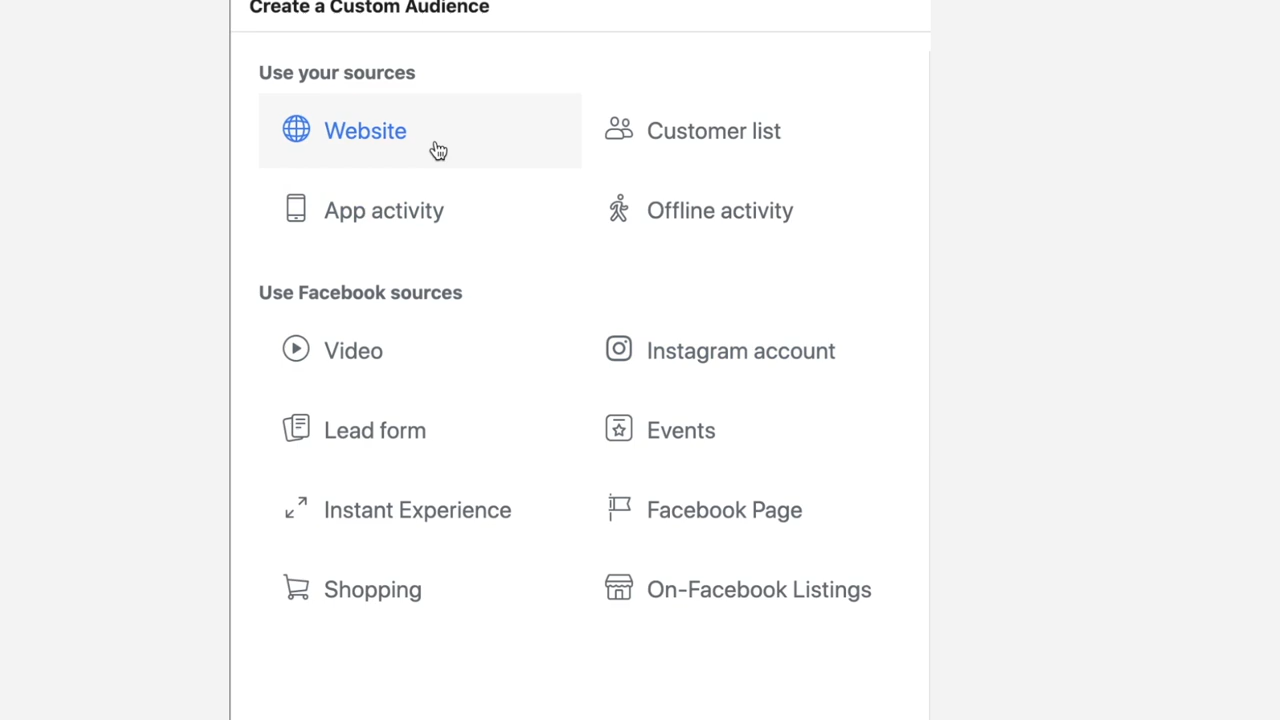 Create a Custom Audience
Use your sources
Website
Customer list
App activity
Offline activity
Use Facebook sources
Video
Instagram account
Lead form
Events
Instant Experience
Facebook Page
Shopping
On-Facebook Listings